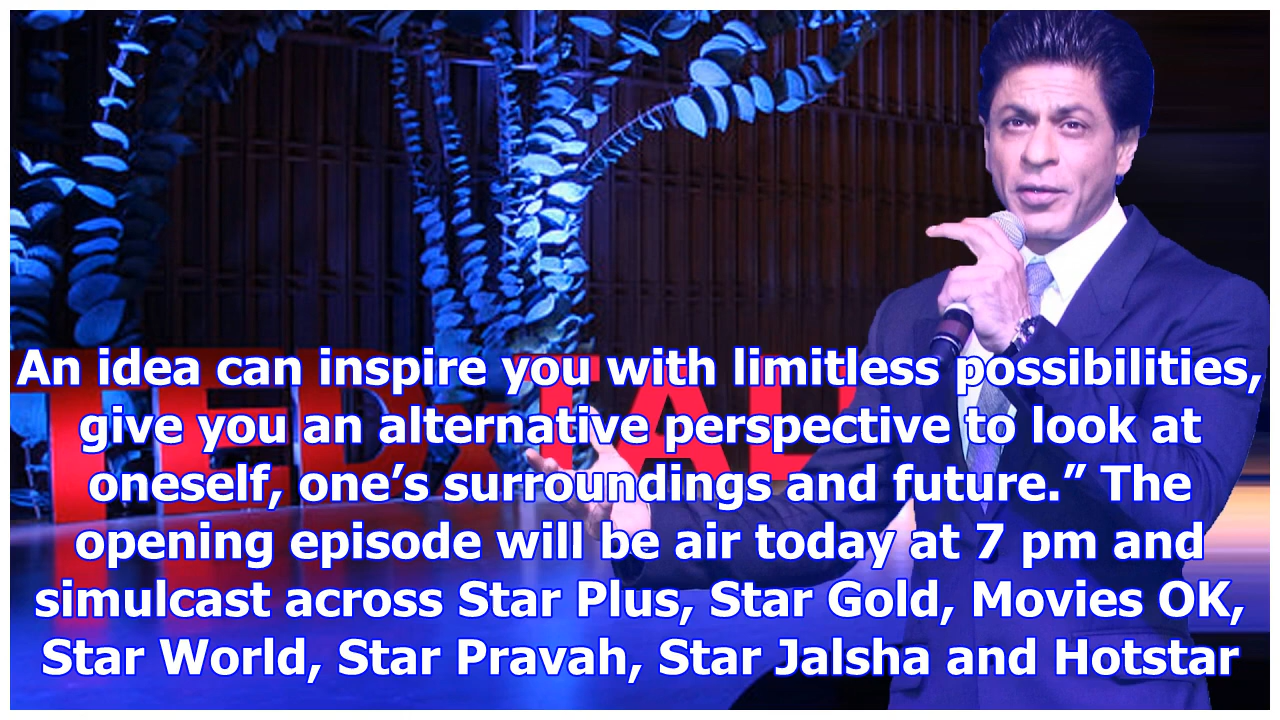 An idea can inspire you with limitless possibilities,
give you an alternative perspective to look at
oneself, one’s surroundings and future.” The
opening episode will be air today at 7 pm and
simulcast across Star Plus, Star Gold, Movies OK,
Star World, Star Pravah, Star Jalsha and Hotstar
TEDxTAL